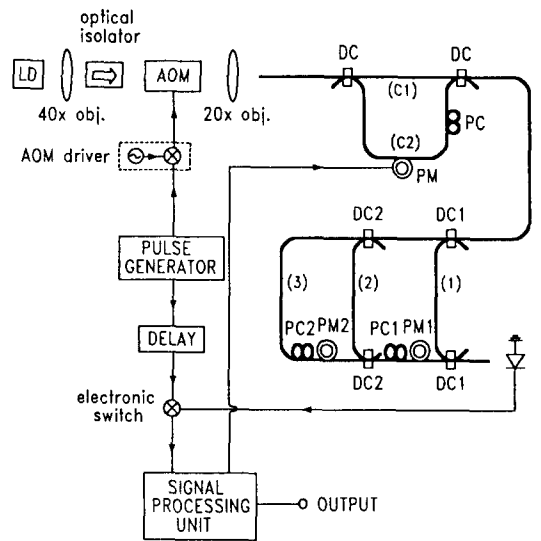 optical
isolator
LD
AOM
40x obj.
20x obj.
DC
DC
(C1)
(C2)
PC
PM
AOM driver
PULSE
GENERATOR
DELAY
electronic
switch
DC2
DC1
(3)
(2)
(1)
PC2
PM2
PC1
PM1
DC2
DC1
SIGNAL
PROCESSING
UNIT
OUTPUT